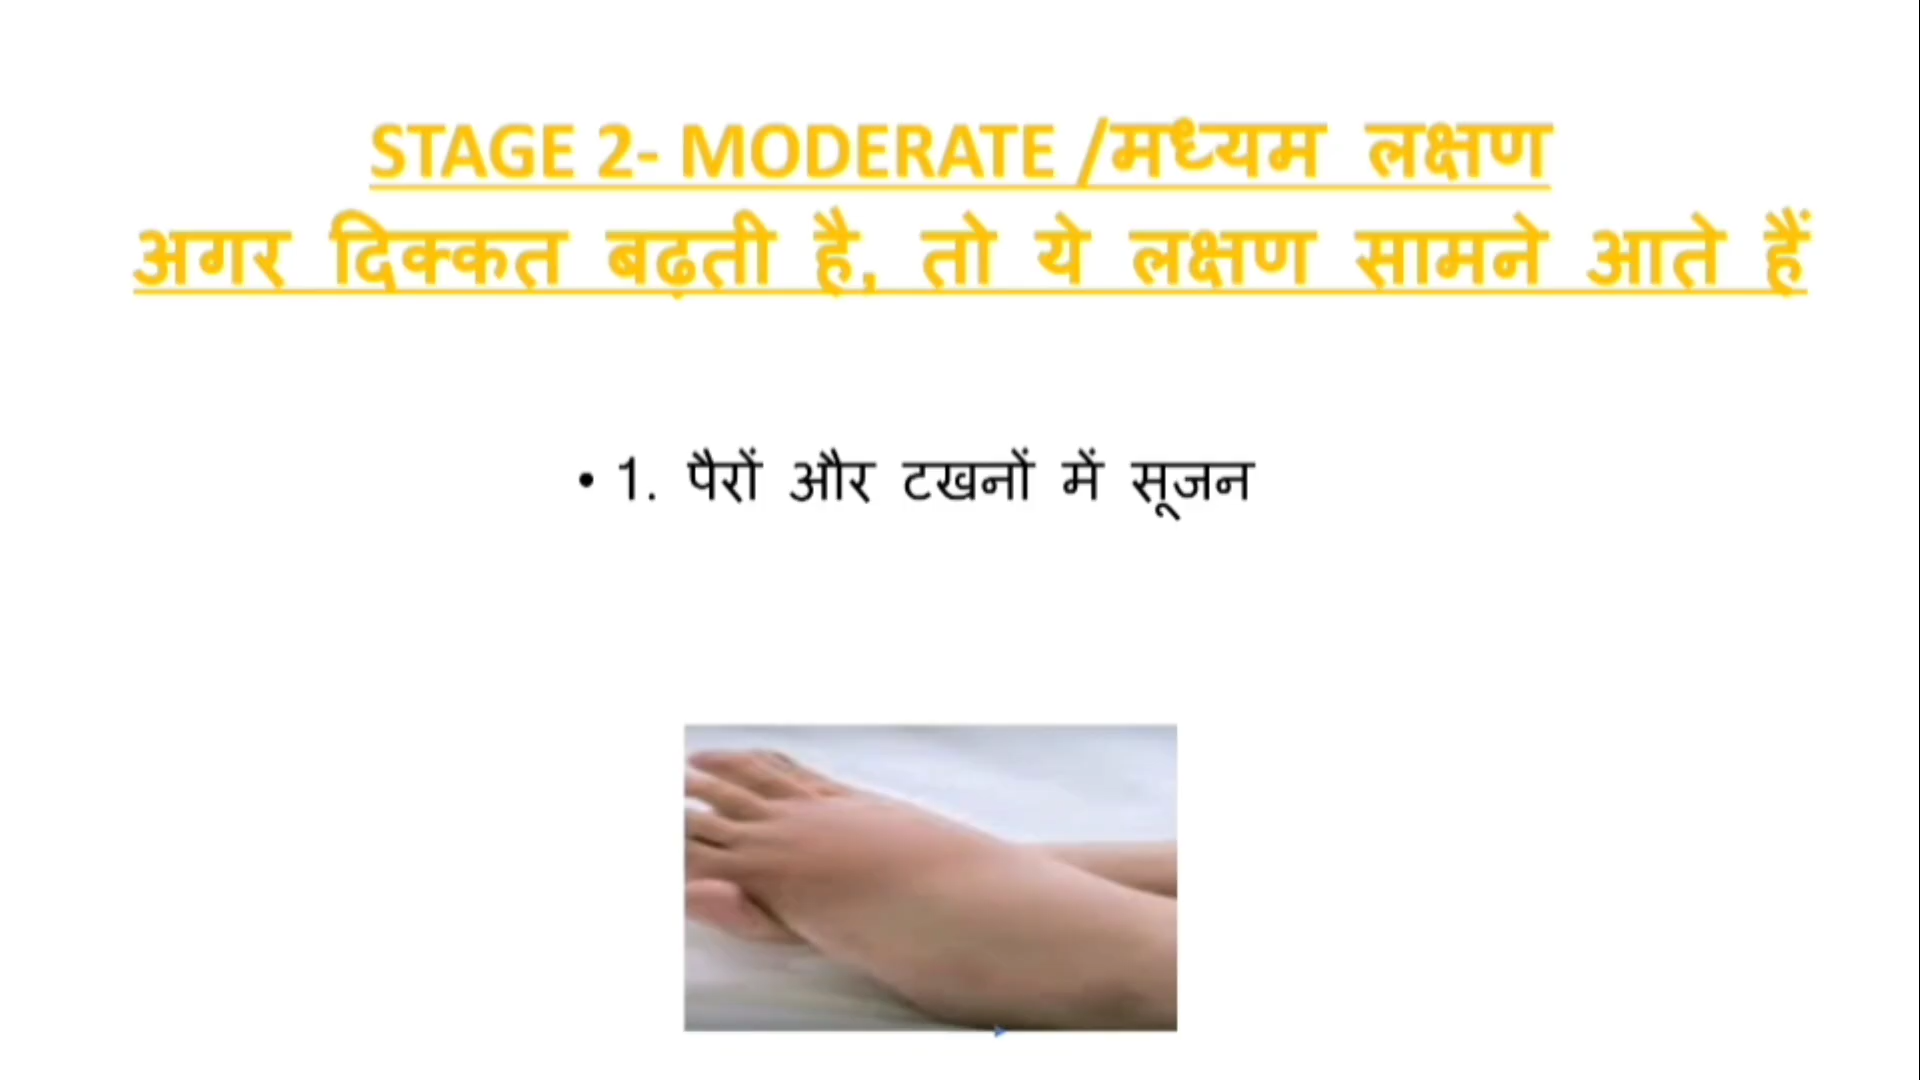 STAGE 2- MODERATE /मध्यम लक्षण
अगर दिक्कत बढ़ती है, तो ये लक्षण सामने आते हैं
• 1. पैरों और टखनों में सूजन